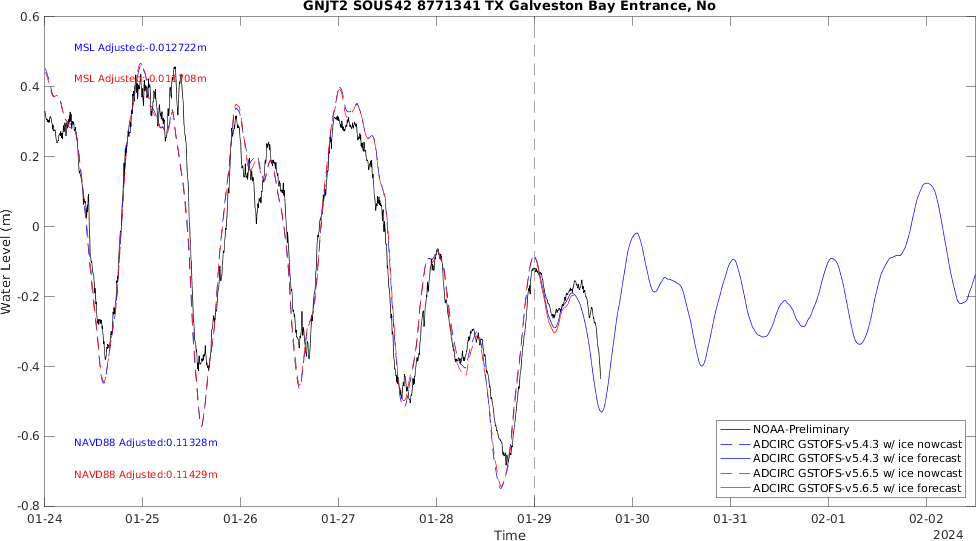 GNJT2 SOUS42 8771341 TX Galveston Bay Entrance, No
0.6
MSL Adjusted:-0.012722m
MSL Adjusted:-0.011708m
0.4
0.2
0
-0.2
-0.4
-0.6
-0.8
Water Level (m)
NAVD88 Adjusted:0.11328m
NAVD88 Adjusted:0.11429m
NOAA-Preliminary
ADCIRC GSTOFS-v5.4.3 w/ ice nowcast
ADCIRC GSTOFS-v5.4.3 w/ ice forecast
ADCIRC GSTOFS-v5.6.5 w/ ice nowcast
ADCIRC GSTOFS-v5.6.5 w/ ice forecast
01-24 01-25 01-26 01-27 01-28 01-29 01-30 01-31 02-01 02-02
Time
2024